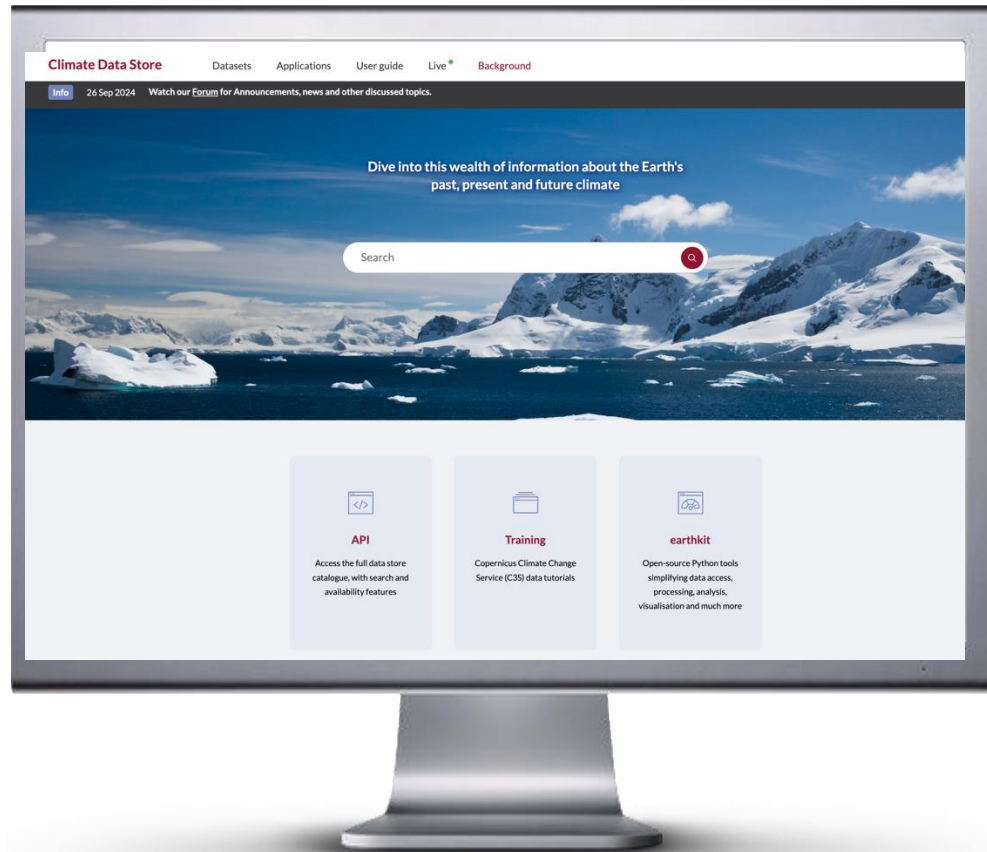 Climate Data Store Datasets Applications User guide Live Background
Info 26 Sep 2024 Watch our Forum for Announcements, news and other discussed topics.
Dive into this wealth of information about the Earth's
past, present and future climate
Search
API
Access the full data store
catalogue, with search and
availability features
Training
Copernicus Climate Change
Service (C3S) data tutorials
earthkit
Open-source Python tools
simplifying data access,
processing, analysis,
visualisation and much more